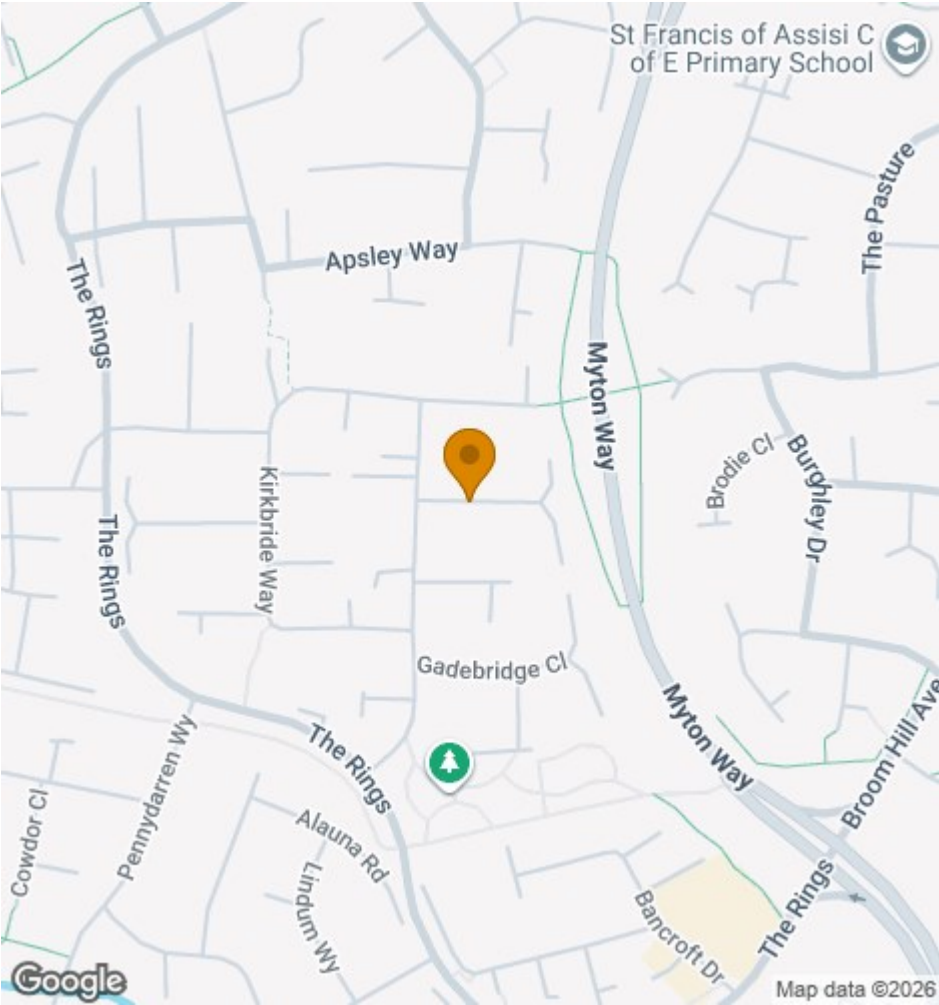 St Francis of Assisi C
of E Primary School
The Pasture
Apsley Way
The Rings
Myton Way
Brodie Cl
Burghley Dr
Kirkbride Way
The Rings
Gadebridge Cl
Myton Way
The Rings
Pennydarren Wy
Broom Hill Ave
Cowdor Cl
Alauna Rd
Lindum Wy
Bancroft Dr
The Rings
Google
Map data ©2026